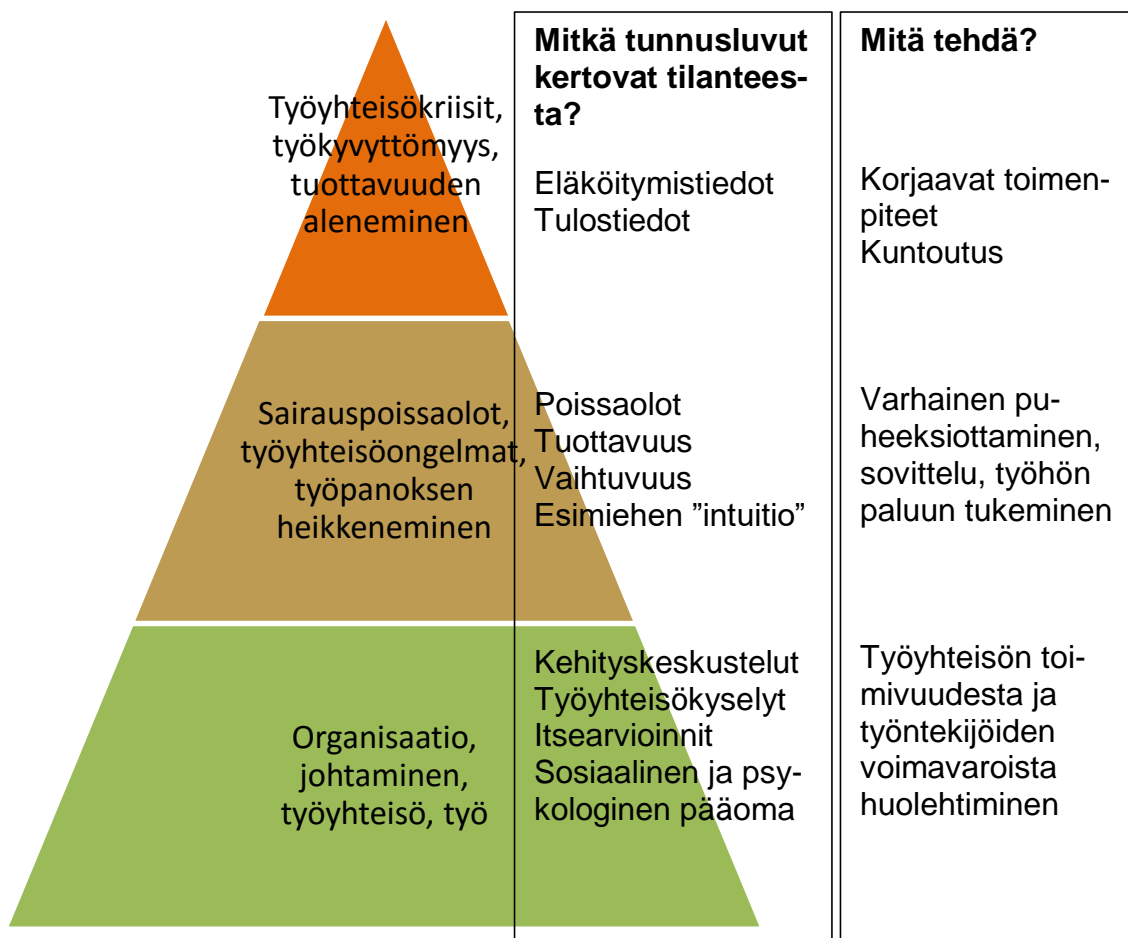 Työyhteisökriisit,
työkyvyttömyys,
tuottavuuden
aleneminen
Sairauspoissaolot,
työyhteisöongelmat,
työpanoksen
heikkeneminen
Organisaatio,
johtaminen,
työyhteisö, työ
Mitkä tunnusluvut
kertovat tilantees-
ta?
Eläköitymistiedot
Tulostiedot
Poissaolot
Tuottavuus
Vaihtuvuus
Esimiehen ”intuitio”
Kehityskeskustelut
Työyhteisökyselyt
Itsearvioinnit
Sosiaalinen ja psy-
kologinen pääoma
Mitä tehdä?
Korjaavat toimen-
piteet
Kuntoutus
Varhainen pu-
heeksiottaminen,
sovittelu, työhön
paluun tukeminen
Työyhteisön toi-
mivuudesta ja
työntekijöiden
voimavaroista
huolehtiminen